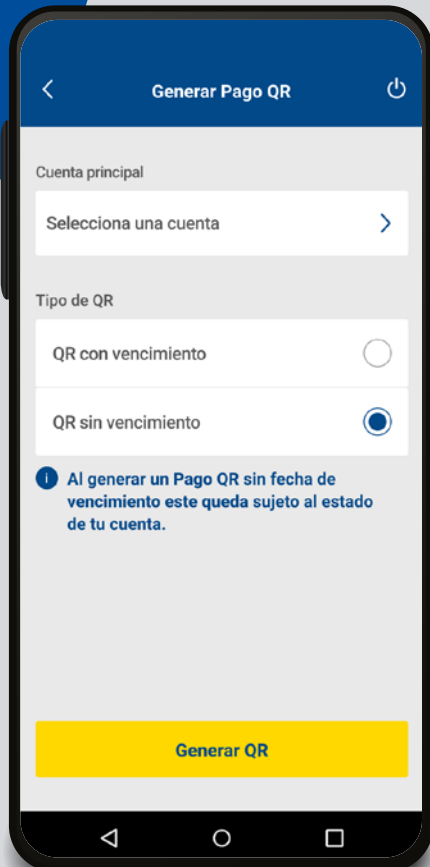 Generar Pago QR
Cuenta principal
Selecciona una cuenta
Tipo de QR
QR con vencimiento
QR sin vencimiento
i Al generar un Pago QR sin fecha de
vencimiento este queda sujeto al estado
de tu cuenta.
Generar QR